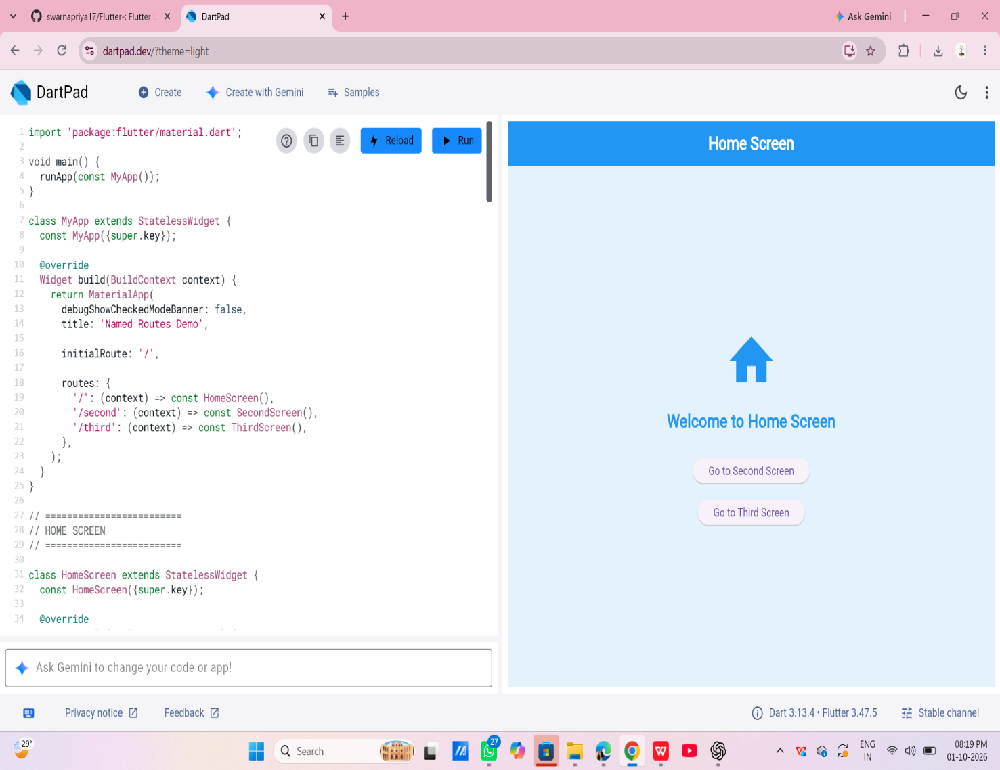 swarnapriya17/Flutter-: Flutter L
DartPad
Ask Gemini
dartpad.dev/?theme=light
DartPad
Create
Create with Gemini
Samples
Reload
Run
1 import 'package:flutter/material.dart';
2
3 void main() {
4 runApp(const MyApp());
5 }
6
7 class MyApp extends StatelessWidget {
8 const MyApp({super.key});
9
10 @override
11 Widget build(BuildContext context) {
12 return MaterialApp(
13 debugShowCheckedModeBanner: false,
14 title: 'Named Routes Demo',
15
16 initialRoute: '/',
17
18 routes: {
19 '/': (context) => const HomeScreen(),
20 '/second': (context) => const SecondScreen(),
21 '/third': (context) => const ThirdScreen(),
22 },
23 );
24 }
25 }
26
27 // =========================
28 // HOME SCREEN
29 // =========================
30
31 class HomeScreen extends StatelessWidget {
32 const HomeScreen({super.key});
33
34 @override
Home Screen
Welcome to Home Screen
Go to Second Screen
Go to Third Screen
Ask Gemini to change your code or app!
Privacy notice
Feedback
Dart 3.13.4 • Flutter 3.47.5
Stable channel
29°
Search
27
ENG
IN
08:19 PM
01-10-2026